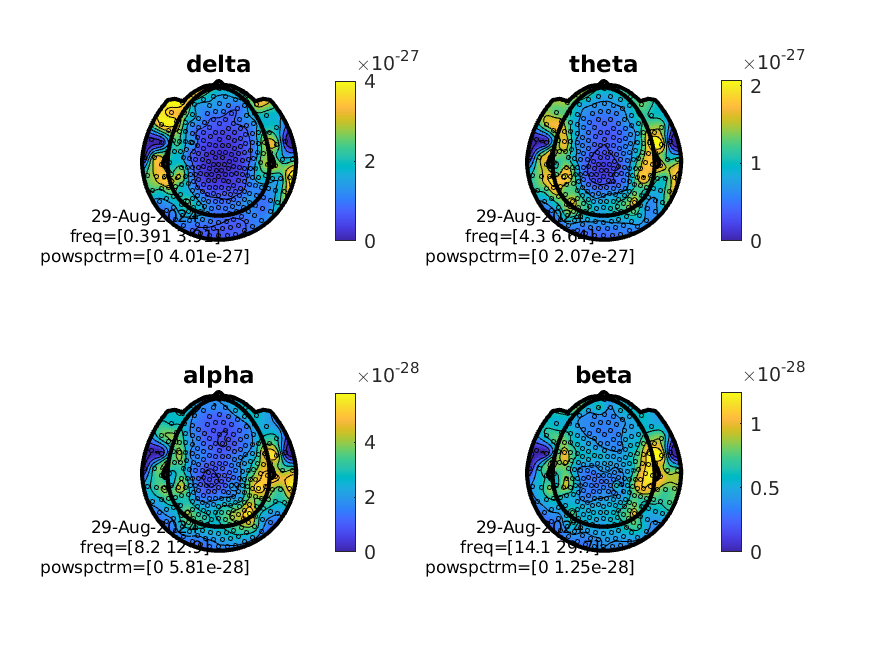 delta
×10-27
4
2
0
29-Aug-2024
freq=[0.391 3.91]
powspctrm=[0 4.01e-27]
theta
×10-27
2
1
0
29-Aug-2024
freq=[4.3 6.64]
powspctrm=[0 2.07e-27]
alpha
×10-28
4
2
0
29-Aug-2024
freq=[8.2 12.5]
powspctrm=[0 5.81e-28]
beta
×10-28
1
0.5
0
29-Aug-2024
freq=[14.1 29.7]
powspctrm=[0 1.25e-28]